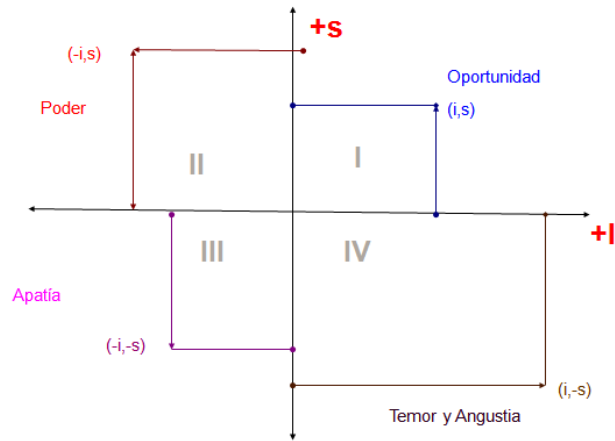 +s
(-i,s)
Oportunidad
(i,s)
Poder
II
I
+I
III
IV
Apatía
(-i,-s)
(i,-s)
Temor y Angustia